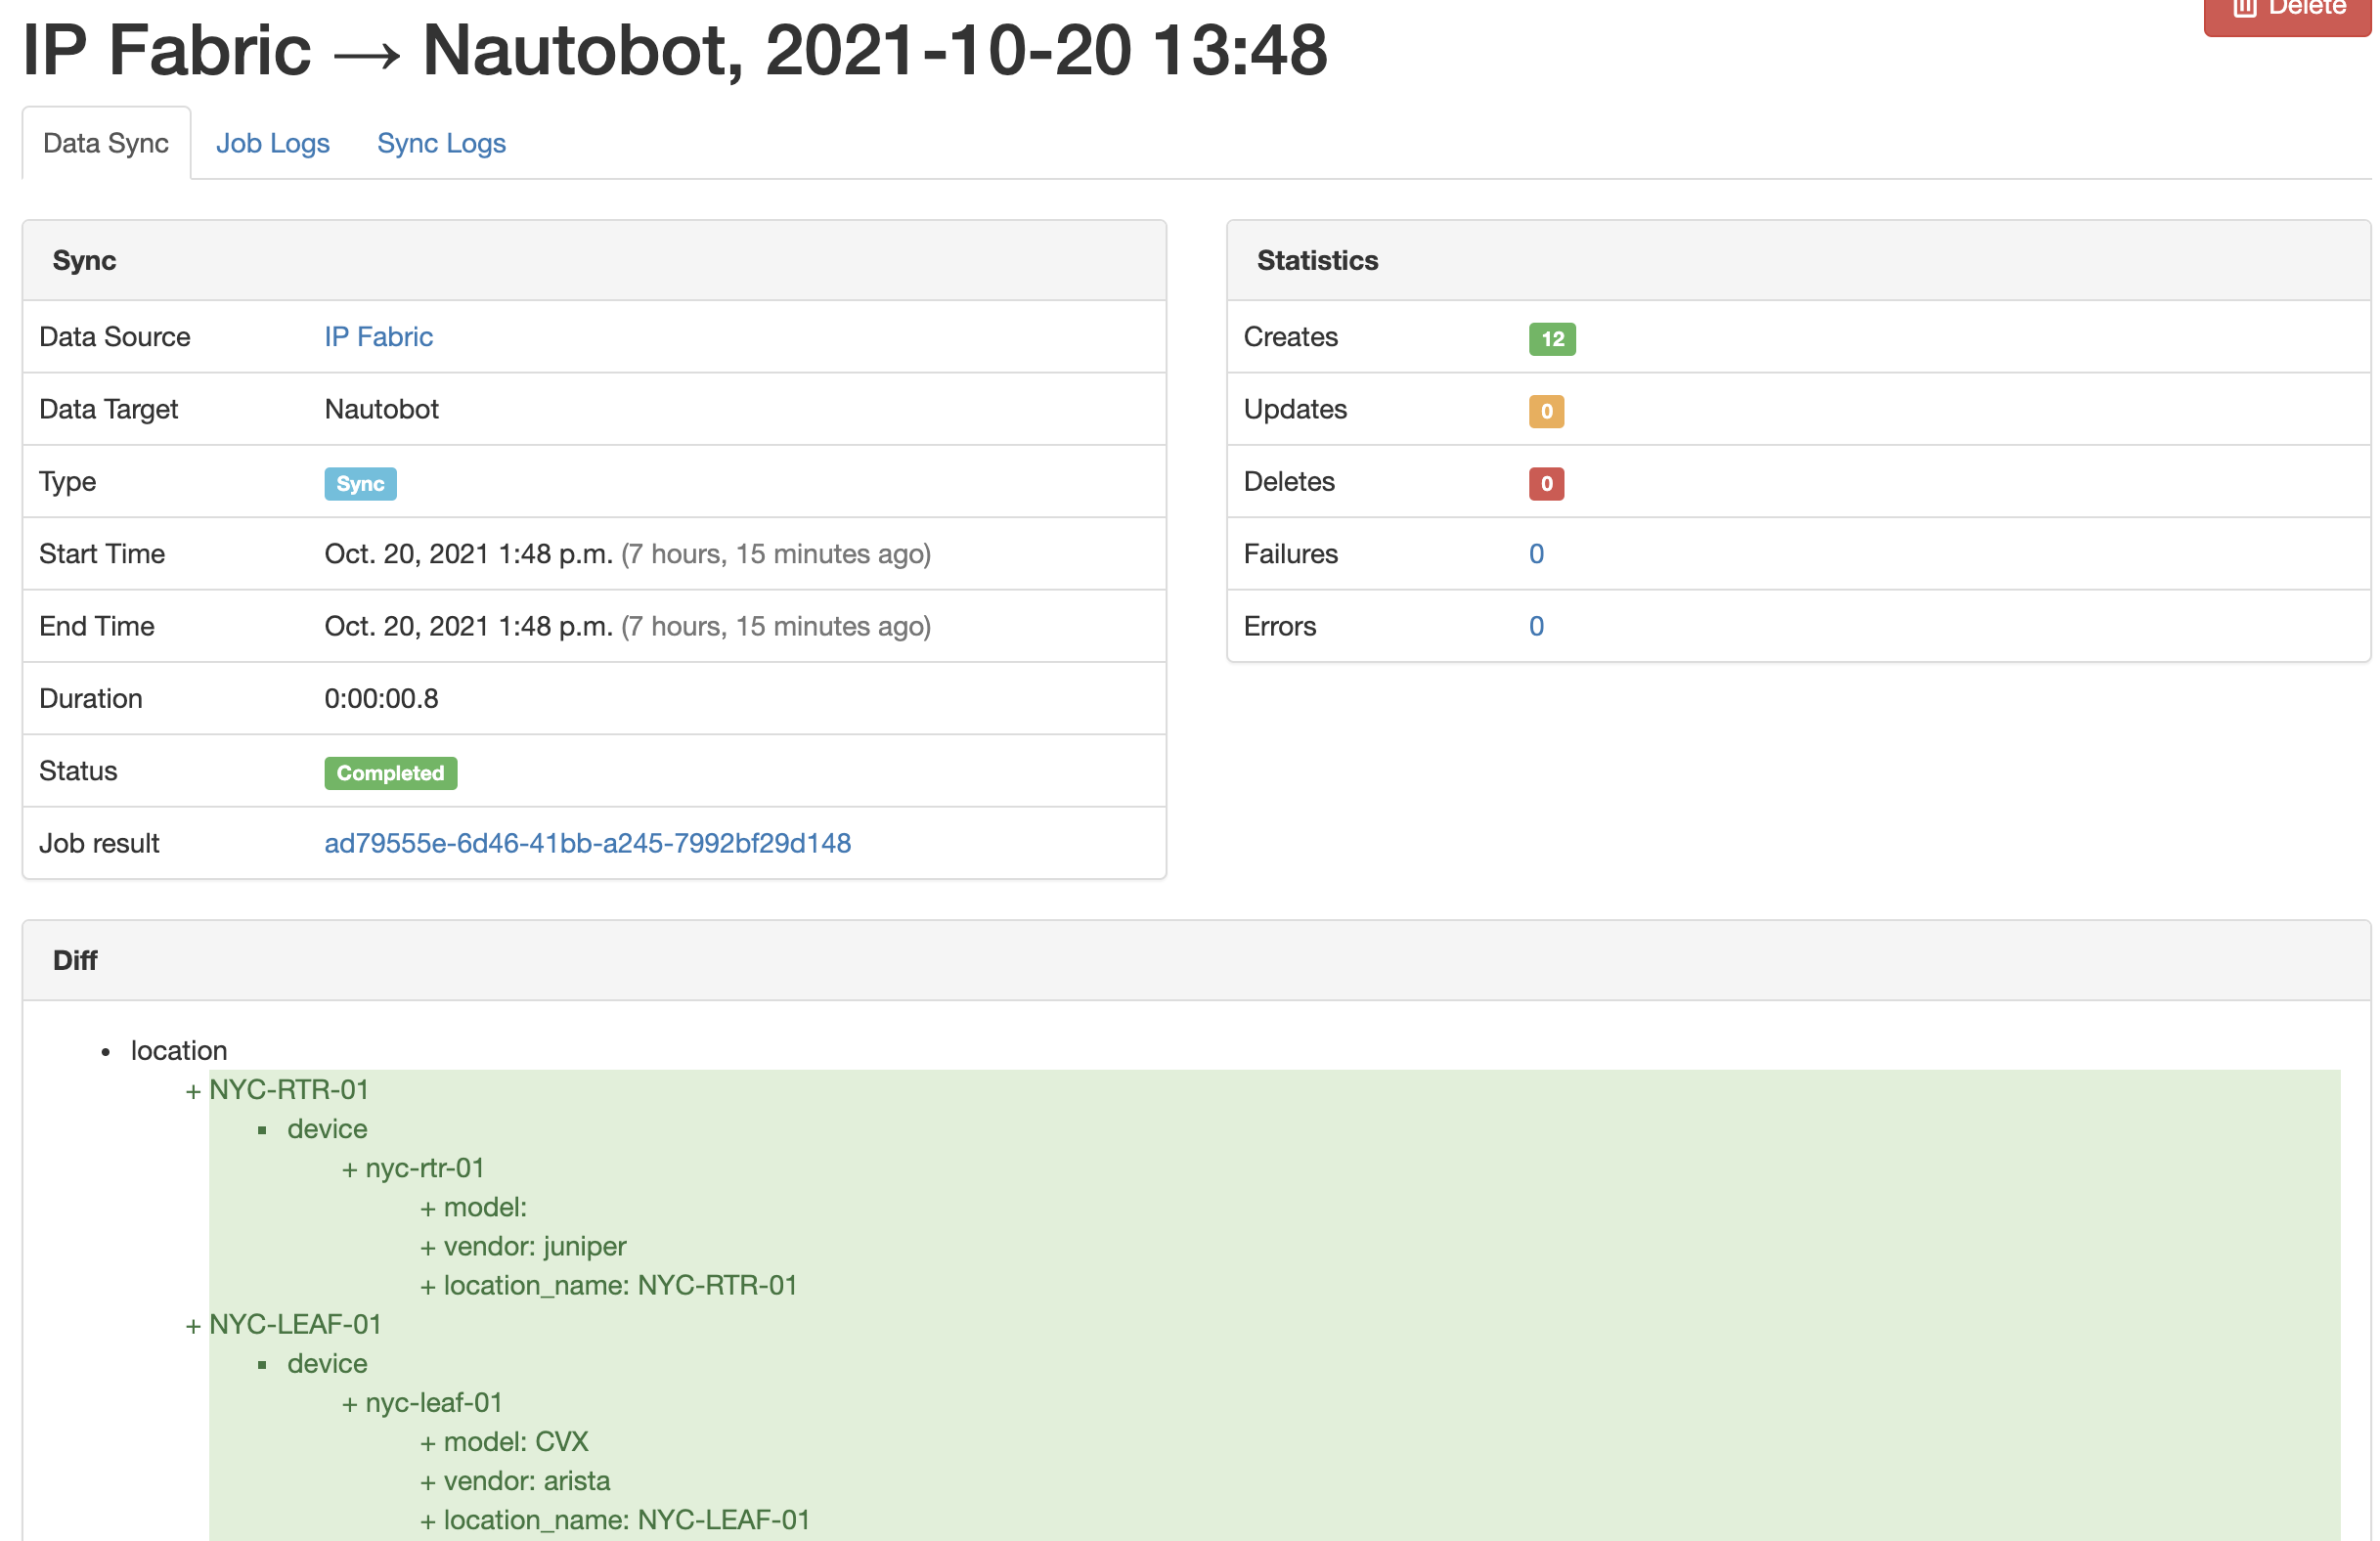 Delete
IP Fabric → Nautobot, 2021-10-20 13:48
Data Sync Job Logs Sync Logs
Sync
Data Source IP Fabric
Data Target Nautobot
Type Sync
Start Time Oct. 20, 2021 1:48 p.m. (7 hours, 15 minutes ago)
End Time Oct. 20, 2021 1:48 p.m. (7 hours, 15 minutes ago)
Duration 0:00:00.8
Status Completed
Job result ad79555e-6d46-41bb-a245-7992bf29d148
Statistics
Creates 12
Updates 0
Deletes 0
Failures 0
Errors 0
Diff
• location
+ NYC-RTR-01
▪ device
+ nyc-rtr-01
+ model:
+ vendor: juniper
+ location_name: NYC-RTR-01
+ NYC-LEAF-01
▪ device
+ nyc-leaf-01
+ model: CVX
+ vendor: arista
+ location_name: NYC-LEAF-01